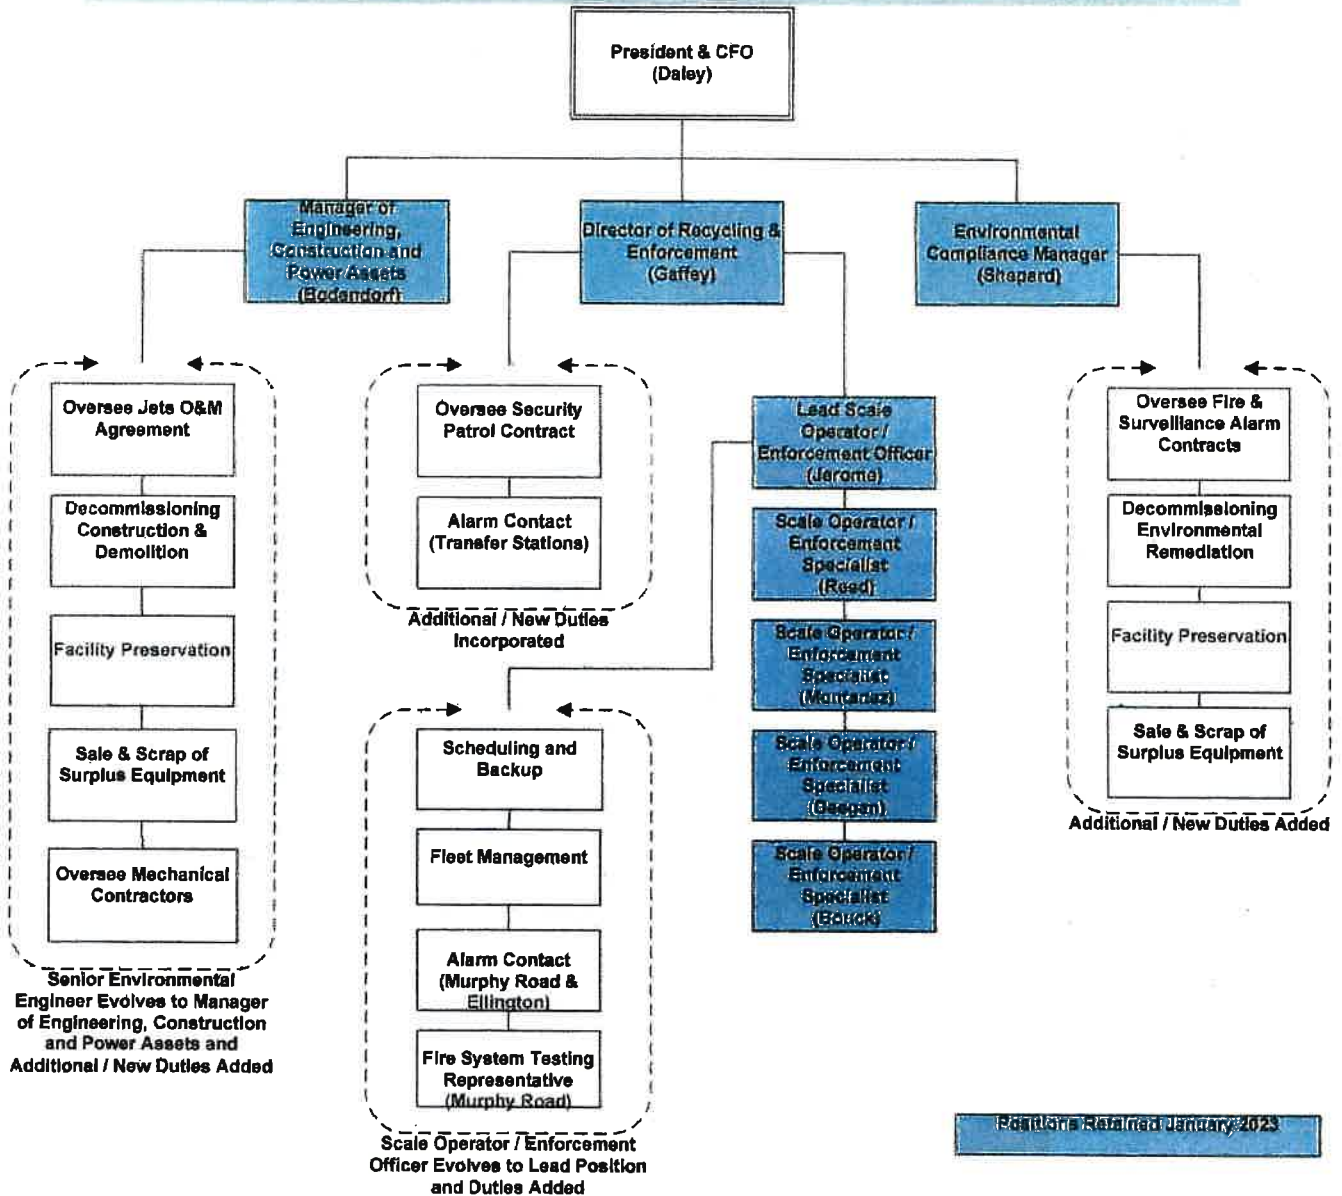 President & CFO
(Daley)
Manager of
Engineering,
Construction and
Power Assets
(Bodendorf)
Director of Recycling &
Enforcement
(Gaffey)
Environmental
Compliance Manager
(Shepard)
Oversee Jets O&M
Agreement
Decommissioning
Construction &
Demolition
Facility Preservation
Sale & Scrap of
Surplus Equipment
Oversee Mechanical
Contractors
Senior Environmental
Engineer Evolves to Manager
of Engineering, Construction
and Power Assets and
Additional / New Duties Added
Oversee Security
Patrol Contract
Alarm Contact
(Transfer Stations)
Additional / New Duties
Incorporated
Scheduling and
Backup
Fleet Management
Alarm Contact
(Murphy Road &
Ellington)
Fire System Testing
Representative
(Murphy Road)
Scale Operator / Enforcement
Officer Evolves to Lead Position
and Duties Added
Lead Scale
Operator /
Enforcement Officer
(Jerome)
Scale Operator /
Enforcement
Specialist
(Reed)
Scale Operator /
Enforcement
Specialist
(Montanez)
Scale Operator /
Enforcement
Specialist
(Deegan)
Scale Operator /
Enforcement
Specialist
(Bouck)
Oversee Fire &
Surveillance Alarm
Contracts
Decommissioning
Environmental
Remediation
Facility Preservation
Sale & Scrap of
Surplus Equipment
Additional / New Duties Added
Positions Retained January 2023